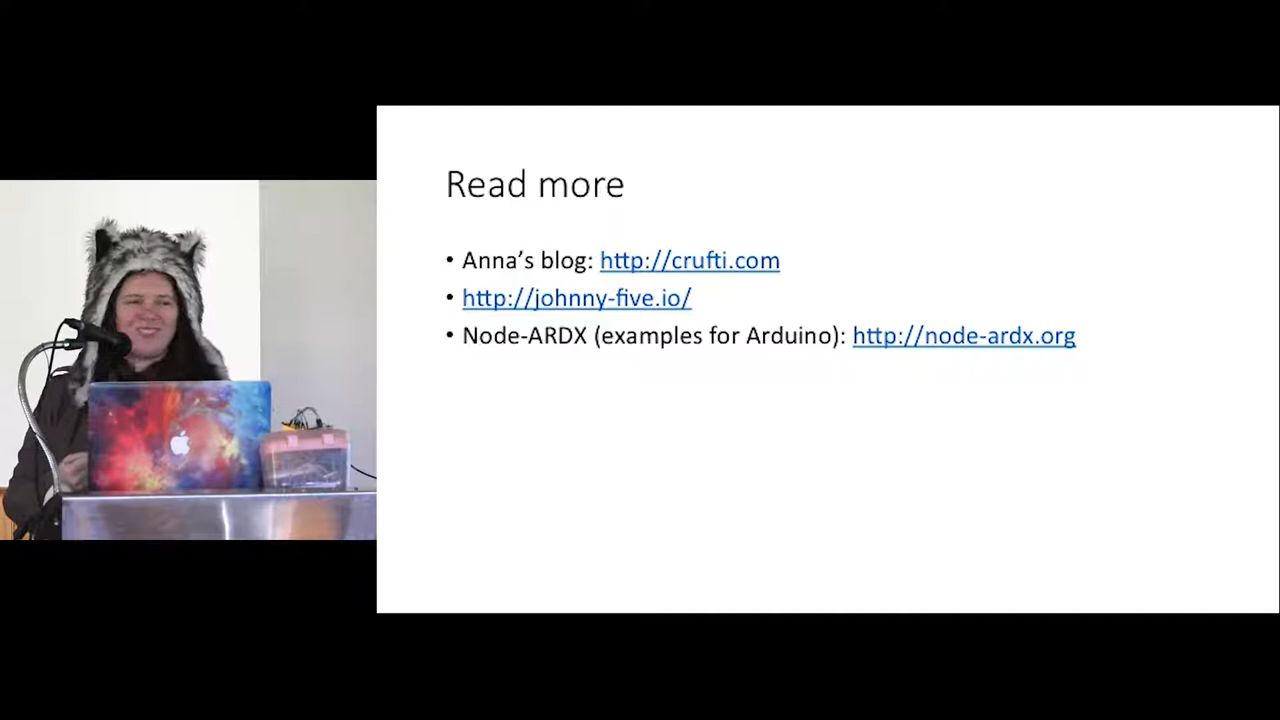 Read more
• Anna’s blog: http://crufti.com
• http://johnny-five.io/
• Node-ARDX (examples for Arduino): http://node-ardx.org